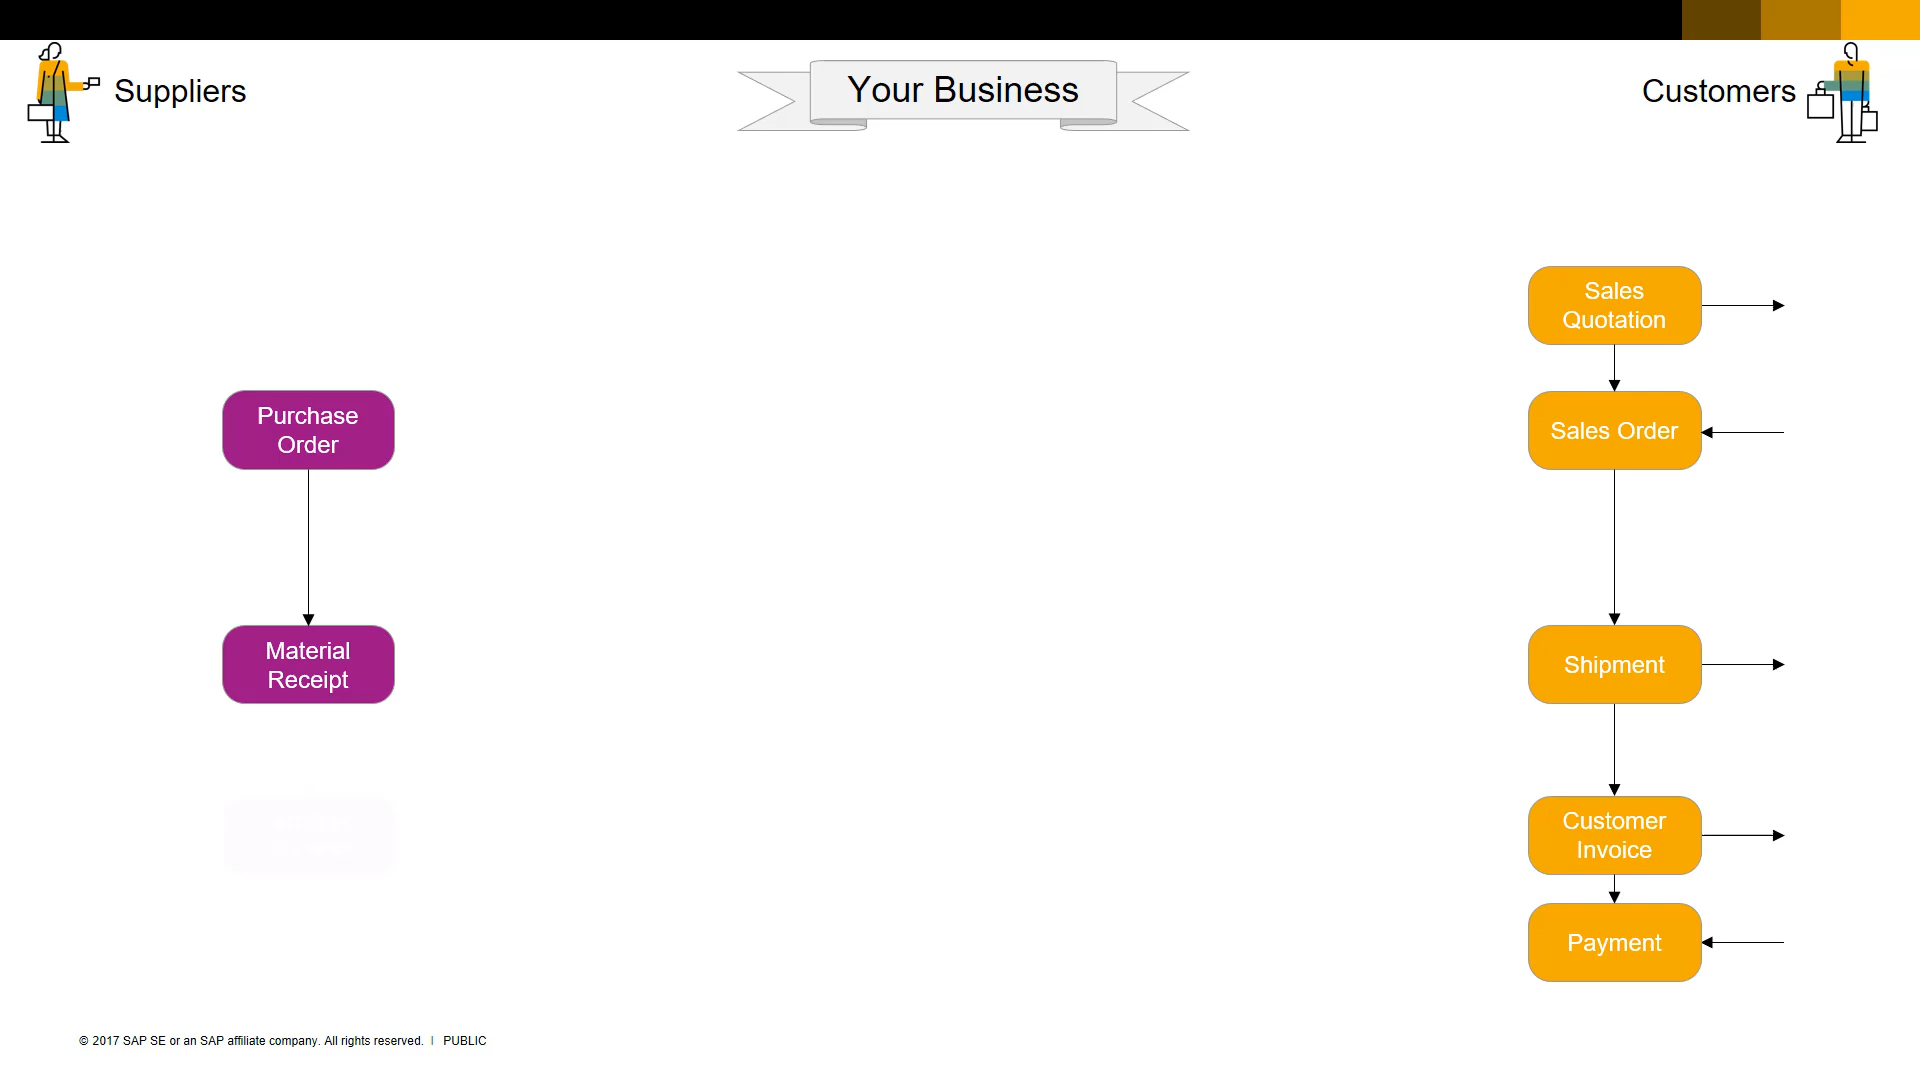 Suppliers
Your Business
Customers
Sales
Quotation
Purchase
Order
Sales Order
Material
Receipt
Shipment
Customer
Invoice
Payment
© 2017 SAP SE or an SAP affiliate company. All rights reserved. | PUBLIC